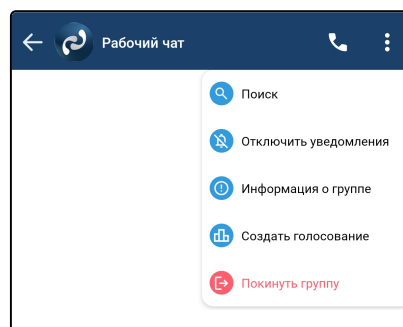 Рабочий чат
Поиск
Отключить уведомления
Информация о группе
Создать голосование
Покинуть группу